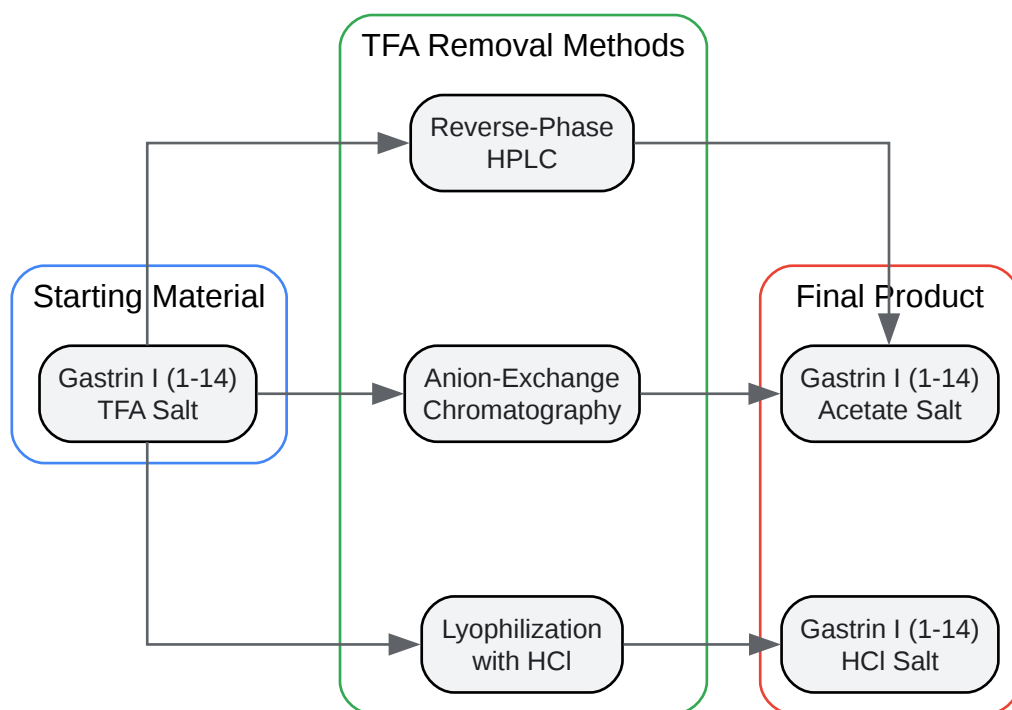 TFA Removal Methods
Reverse-Phase
HPLC
Starting Material
Final Product
Gastrin I (1-14)
TFA Salt
Anion-Exchange
Chromatography
Gastrin I (1-14)
Acetate Salt
Lyophilization
with HCl
Gastrin I (1-14)
HCl Salt